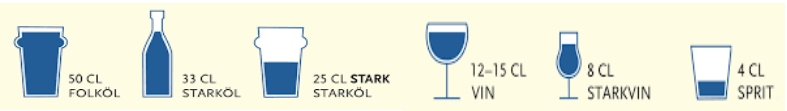 50 CL
FOLKÖL
33 CL
STARKÖL
25 CL STARK
STARKÖL
12–15 CL
VIN
8 CL
STARKVIN
4 CL
SPRIT